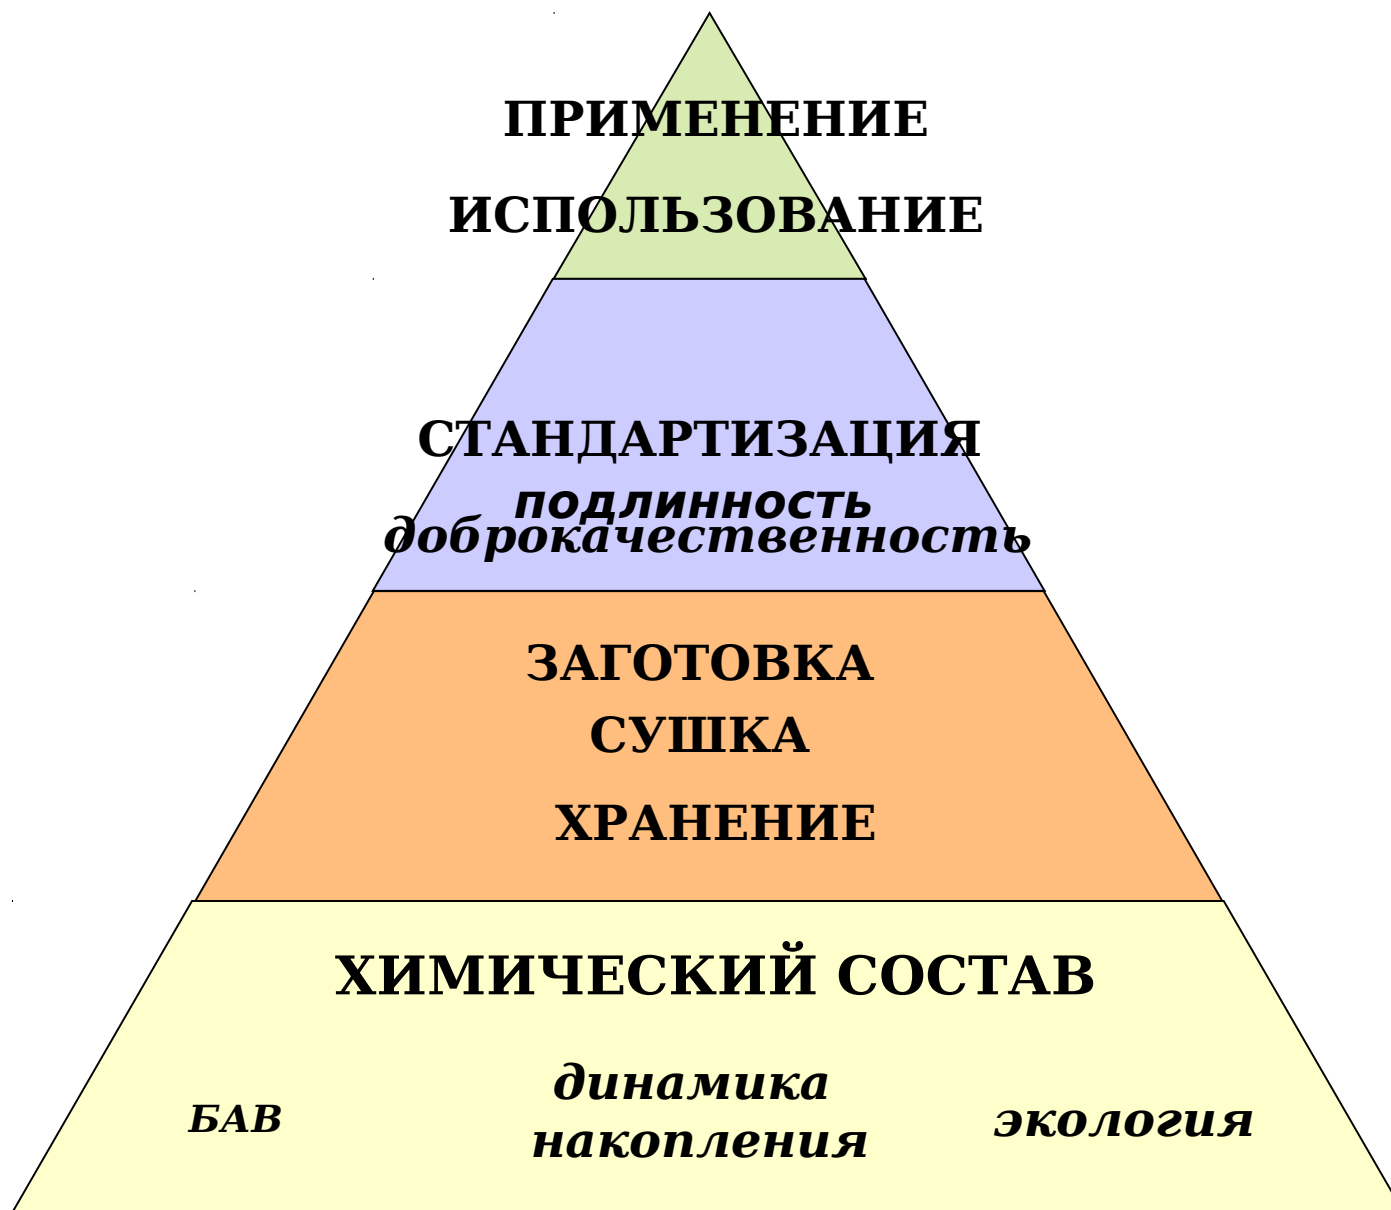 ПРИМЕНЕНИЕ
ИСПОЛЬЗОВАНИЕ
СТАНДАРТИЗАЦИЯ
подлинность
доброкачественность
ЗАГОТОВКА
СУШКА
ХРАНЕНИЕ
ХИМИЧЕСКИЙ СОСТАВ
БАВ
динамика
накопления
экология